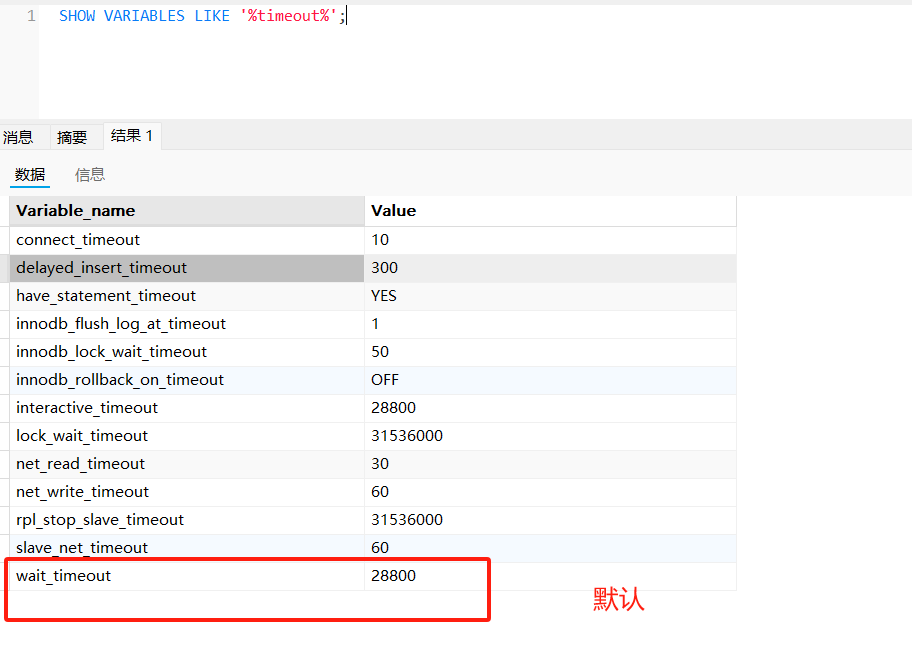 1 SHOW VARIABLES LIKE '%timeout%';
消息 摘要 结果 1
数据 信息
Variable_name Value
connect_timeout 10
delayed_insert_timeout 300
have_statement_timeout YES
innodb_flush_log_at_timeout 1
innodb_lock_wait_timeout 50
innodb_rollback_on_timeout OFF
interactive_timeout 28800
lock_wait_timeout 31536000
net_read_timeout 30
net_write_timeout 60
rpl_stop_slave_timeout 31536000
slave_net_timeout 60
wait_timeout 28800
默认